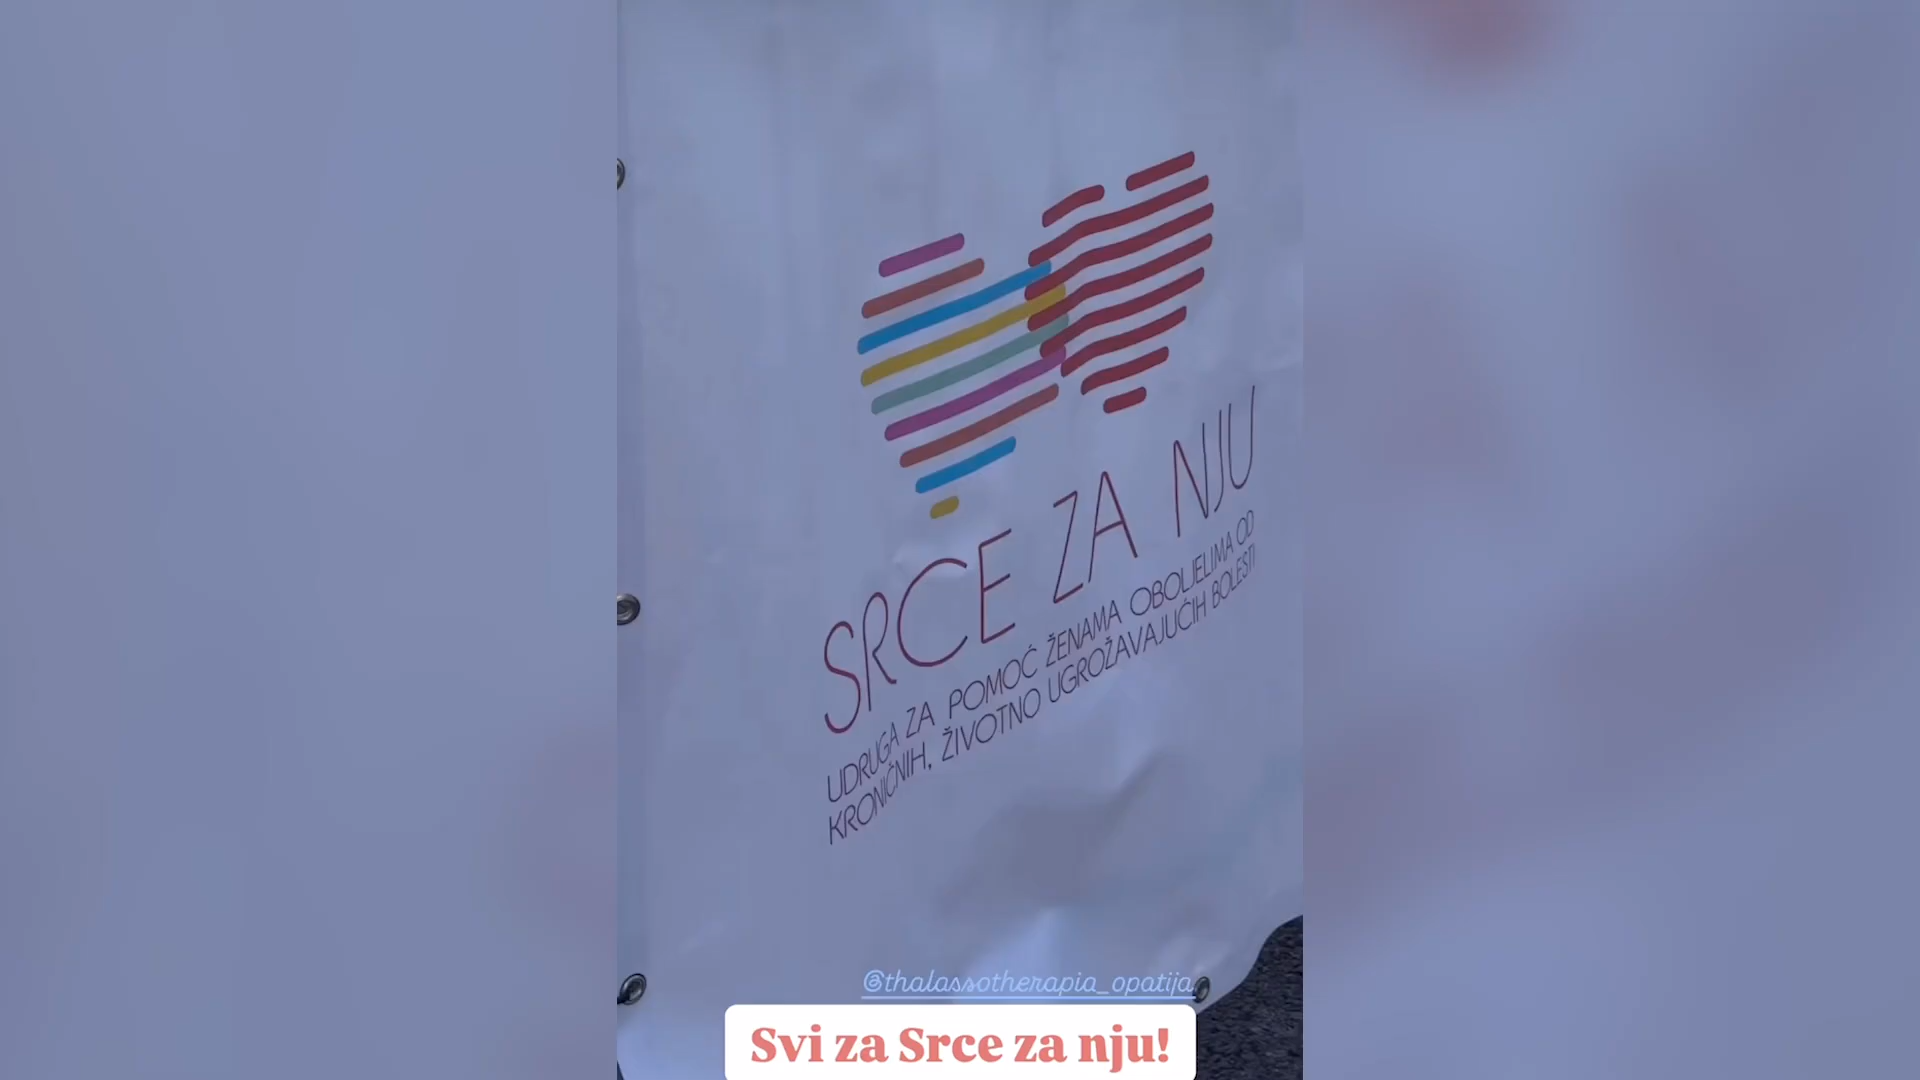 SRCE ZA NJU
UDRUGA ZA POMOĆ ŽENAMA OBOLJELIMA OD
KRONIČNIH, ŽIVOTNO UGROŽAVAJUĆIH BOLESTI
@thalassotherapia_opatija
Svi za Srce za nju!